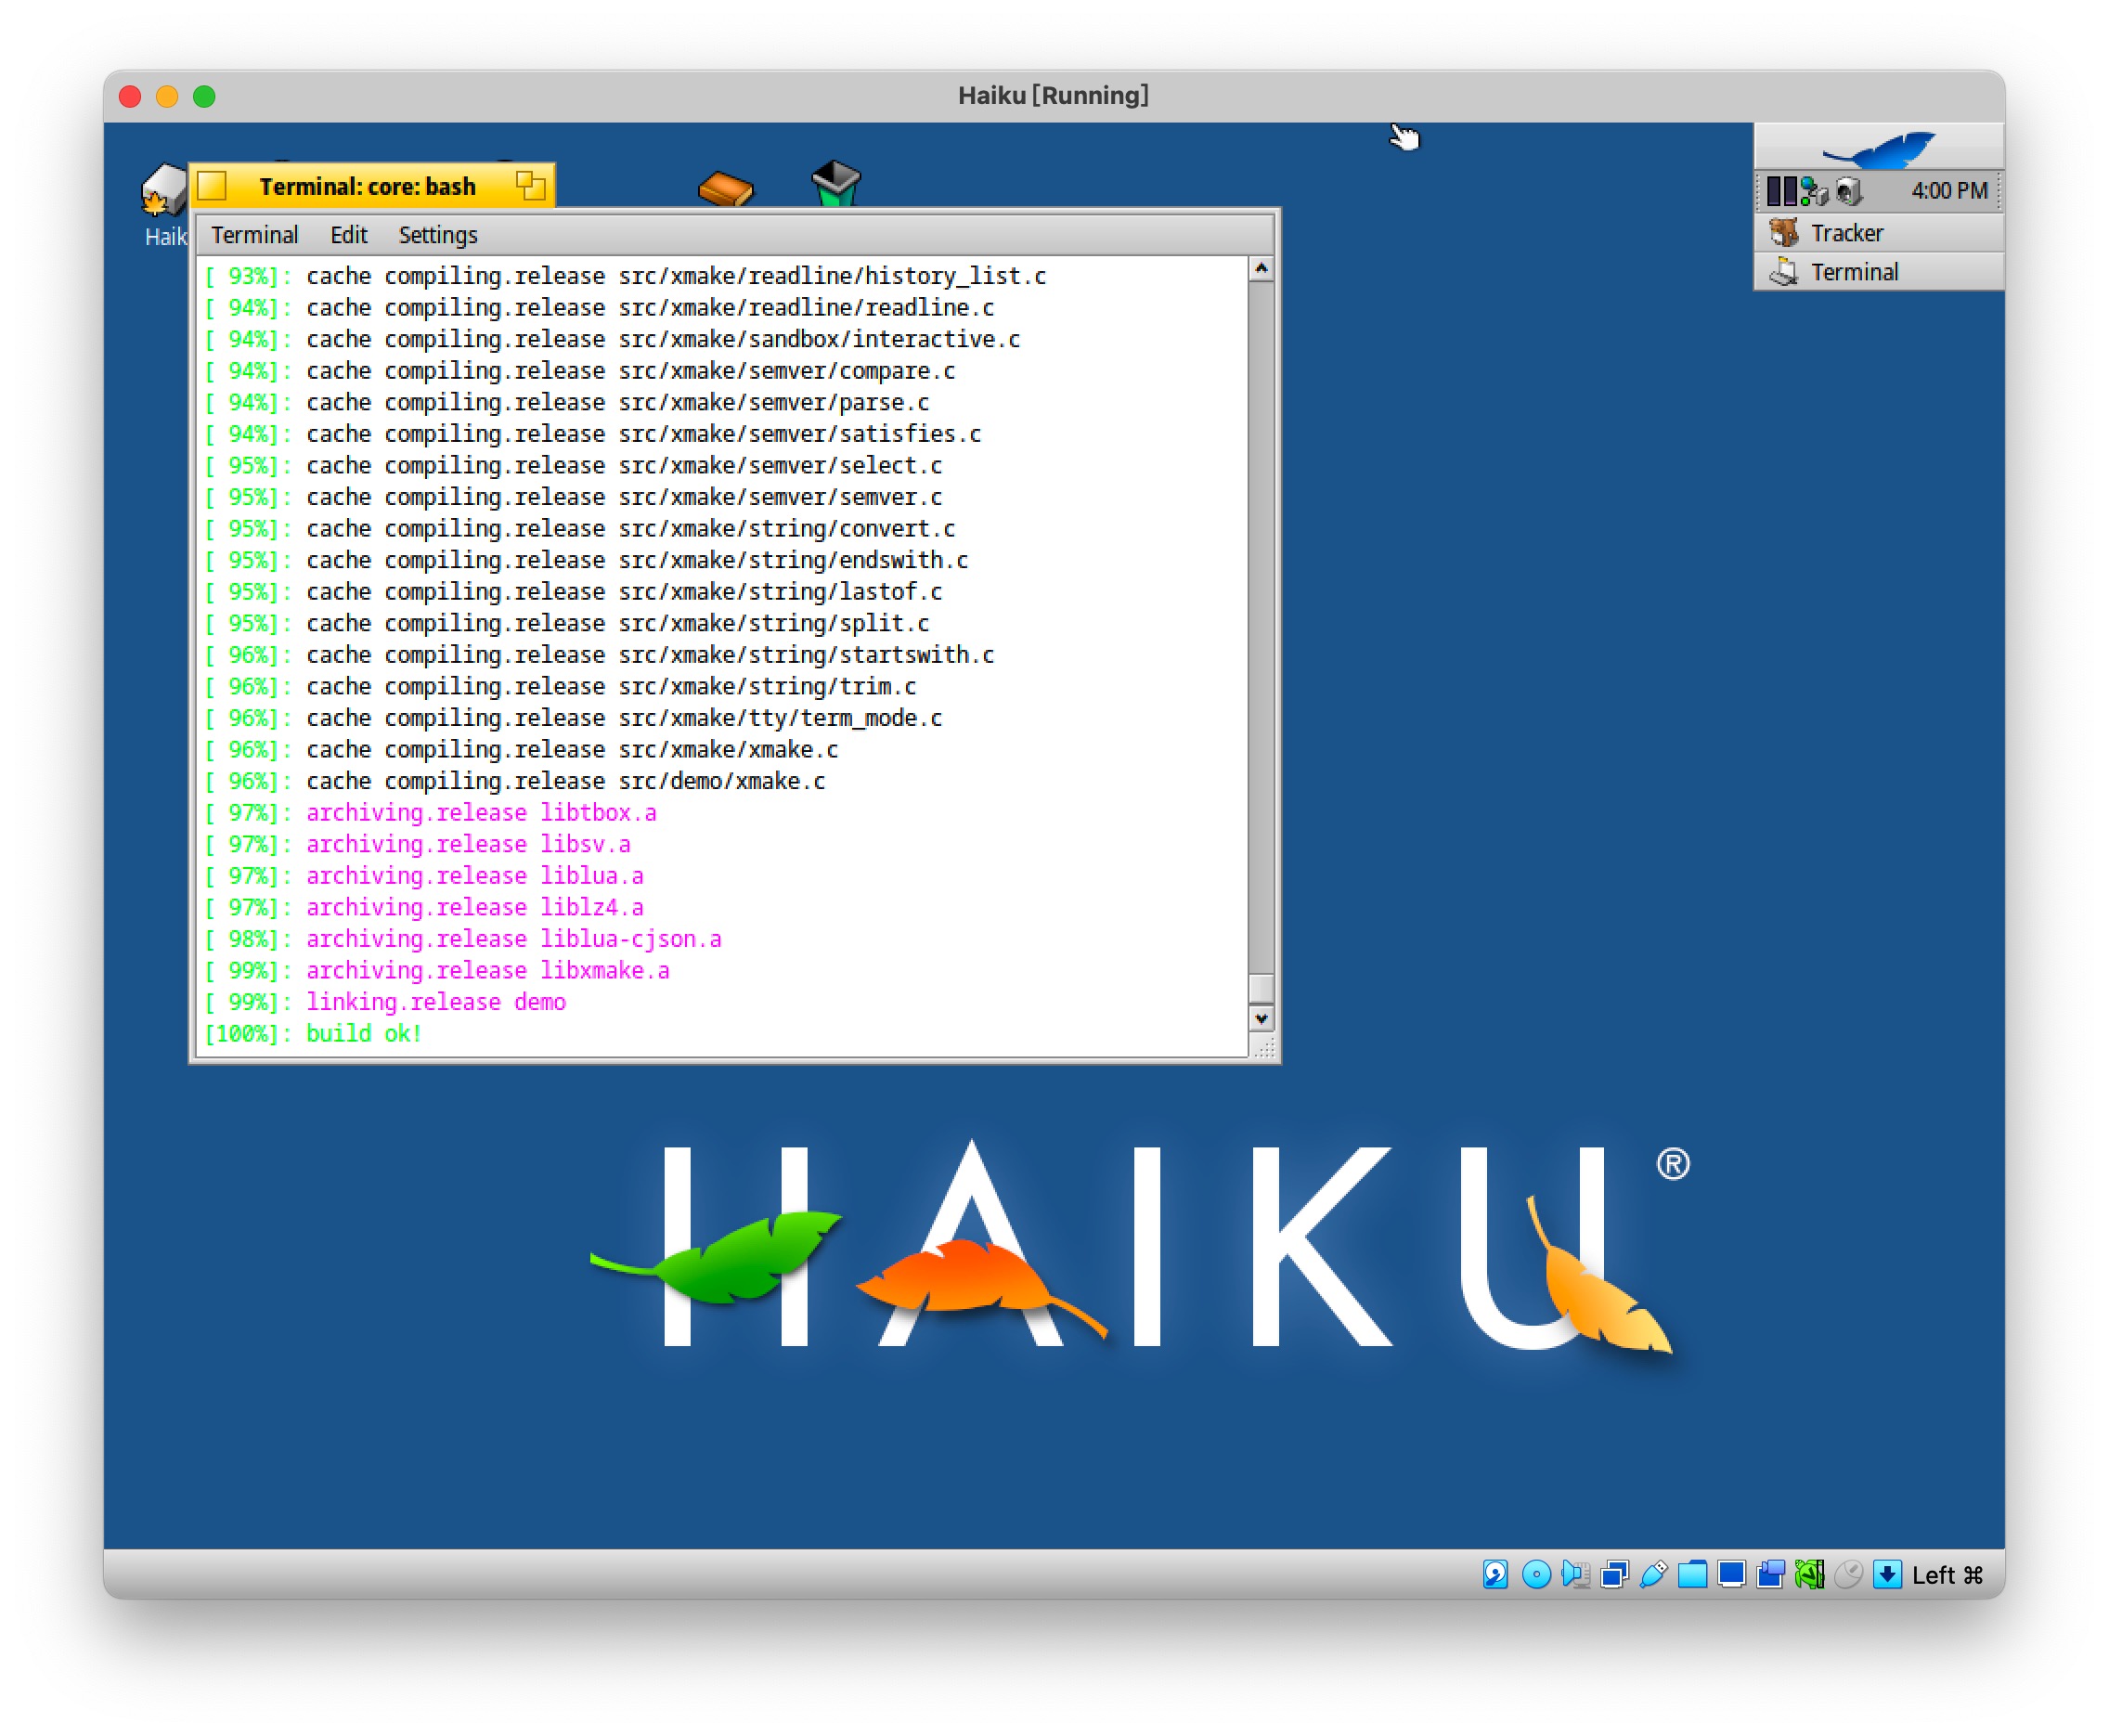 Haiku [Running]
Haik
Terminal: core: bash
4:00 PM
Tracker
Terminal
Terminal Edit Settings
[ 93%]: cache compiling.release src/xmake/readline/history_list.c
[ 94%]: cache compiling.release src/xmake/readline/readline.c
[ 94%]: cache compiling.release src/xmake/sandbox/interactive.c
[ 94%]: cache compiling.release src/xmake/semver/compare.c
[ 94%]: cache compiling.release src/xmake/semver/parse.c
[ 94%]: cache compiling.release src/xmake/semver/satisfies.c
[ 95%]: cache compiling.release src/xmake/semver/select.c
[ 95%]: cache compiling.release src/xmake/semver/semver.c
[ 95%]: cache compiling.release src/xmake/string/convert.c
[ 95%]: cache compiling.release src/xmake/string/endswith.c
[ 95%]: cache compiling.release src/xmake/string/lastof.c
[ 95%]: cache compiling.release src/xmake/string/split.c
[ 96%]: cache compiling.release src/xmake/string/startswith.c
[ 96%]: cache compiling.release src/xmake/string/trim.c
[ 96%]: cache compiling.release src/xmake/tty/term_mode.c
[ 96%]: cache compiling.release src/xmake/xmake.c
[ 96%]: cache compiling.release src/demo/xmake.c
[ 97%]: archiving.release libtbox.a
[ 97%]: archiving.release libsv.a
[ 97%]: archiving.release liblua.a
[ 97%]: archiving.release liblz4.a
[ 98%]: archiving.release liblua-cjson.a
[ 99%]: archiving.release libxmake.a
[ 99%]: linking.release demo
[100%]: build ok!
HAIKU ®
Left ⌘